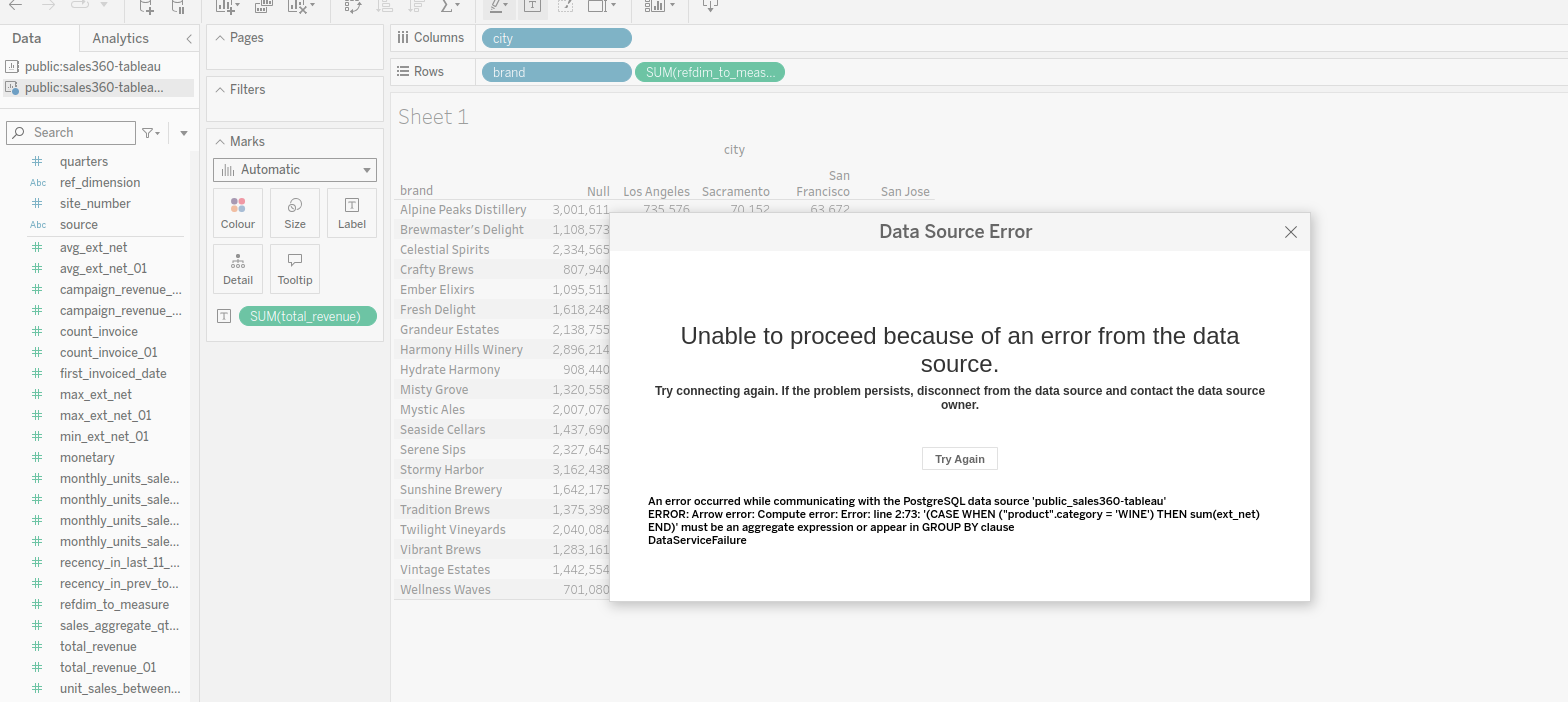 Data
Analytics
public:sales360-tableau
public:sales360-tablea...
Search
# quarters
Abc ref_dimension
# site_number
Abc source
# avg_ext_net
# avg_ext_net_01
# campaign_revenue_...
# campaign_revenue_...
# count_invoice
# count_invoice_01
# first_invoiced_date
# max_ext_net
# max_ext_net_01
# min_ext_net_01
# monetary
# monthly_units_sale...
# monthly_units_sale...
# monthly_units_sale...
# monthly_units_sale...
# recency_in_last_11_...
# recency_in_prev_to...
# refdim_to_measure
# sales_aggregate_qt...
# total_revenue
# total_revenue_01
# unit_sales_between...
Pages
Filters
Marks
Automatic
Colour Size Label
Detail Tooltip
SUM(total_revenue)
Columns city
Rows brand SUM(refdim_to_meas...
Sheet 1
city
brand Null Los Angeles Sacramento San Francisco San Jose
Alpine Peaks Distillery 3,001,611 735,576 70,152 63,672
Brewmaster's Delight 1,108,573
Celestial Spirits 2,334,565
Crafty Brews 807,940
Ember Elixirs 1,095,511
Fresh Delight 1,618,248
Grandeur Estates 2,138,755
Harmony Hills Winery 2,896,214
Hydrate Harmony 908,440
Misty Grove 1,320,558
Mystic Ales 2,007,076
Seaside Cellars 1,437,690
Serene Sips 2,327,645
Stormy Harbor 3,162,438
Sunshine Brewery 1,642,175
Tradition Brews 1,375,398
Twilight Vineyards 2,040,084
Vibrant Brews 1,283,161
Vintage Estates 1,442,554
Wellness Waves 701,080
Data Source Error
Unable to proceed because of an error from the data
source.
Try connecting again. If the problem persists, disconnect from the data source and contact the data source
owner.
Try Again
An error occurred while communicating with the PostgreSQL data source 'public_sales360-tableau'
ERROR: Arrow error: Compute error: Error: line 2:73: '(CASE WHEN ("product".category = 'WINE') THEN sum(ext_net)
END)' must be an aggregate expression or appear in GROUP BY clause
DataServiceFailure